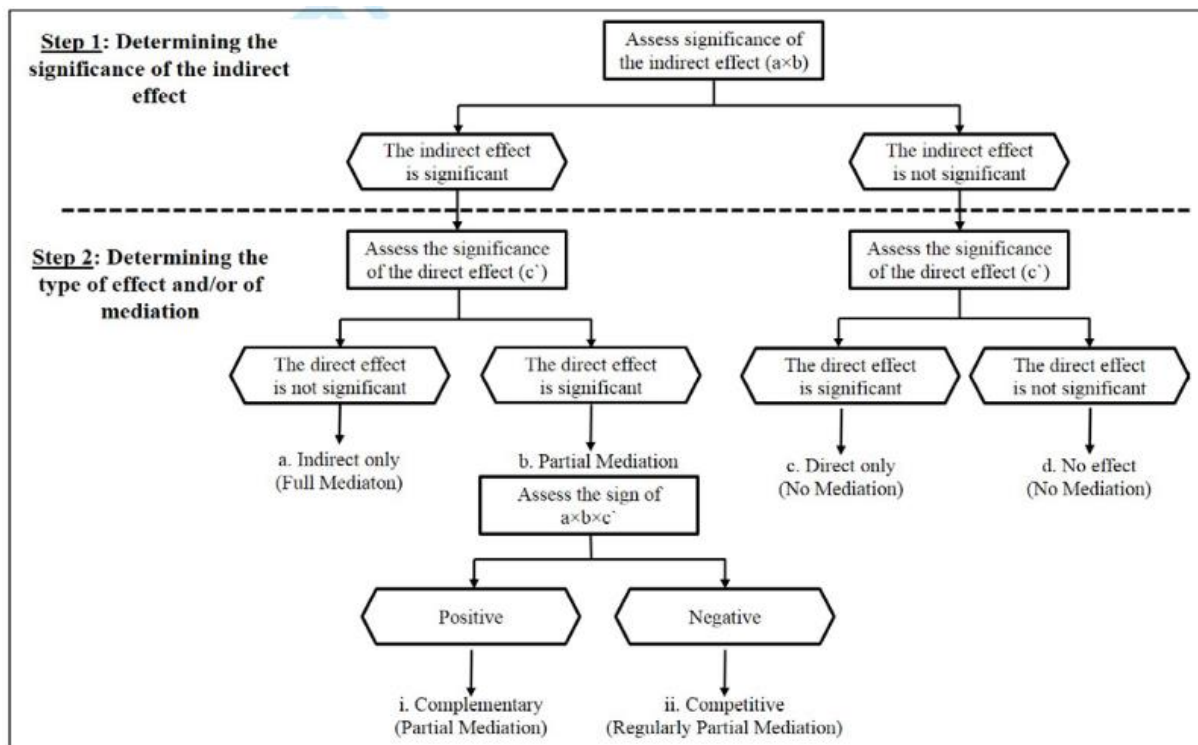 Step 1: Determining the
significance of the indirect
effect
Assess significance of
the indirect effect (a×b)
The indirect effect
is significant
The indirect effect
is not significant
Step 2: Determining the
type of effect and/or of
mediation
Assess the significance
of the direct effect (c`)
Assess the significance
of the direct effect (c`)
The direct effect
is not significant
The direct effect
is significant
The direct effect
is significant
The direct effect
is not significant
a. Indirect only
(Full Mediaton)
b. Partial Mediation
c. Direct only
(No Mediation)
d. No effect
(No Mediation)
Assess the sign of
a×b×c`
Positive
Negative
i. Complementary
(Partial Mediation)
ii. Competitive
(Regularly Partial Mediation)